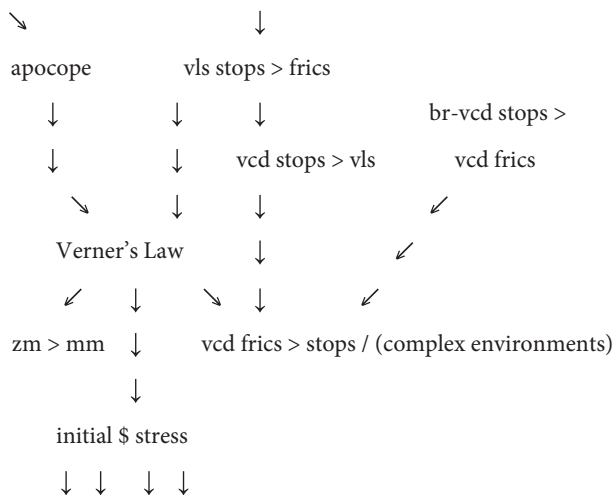 apocope vls stops > frics
br-vcd stops >
vcd stops > vls vcd frics
Verner's Law
zm > mm vcd frics > stops / (complex environments)
initial $ stress